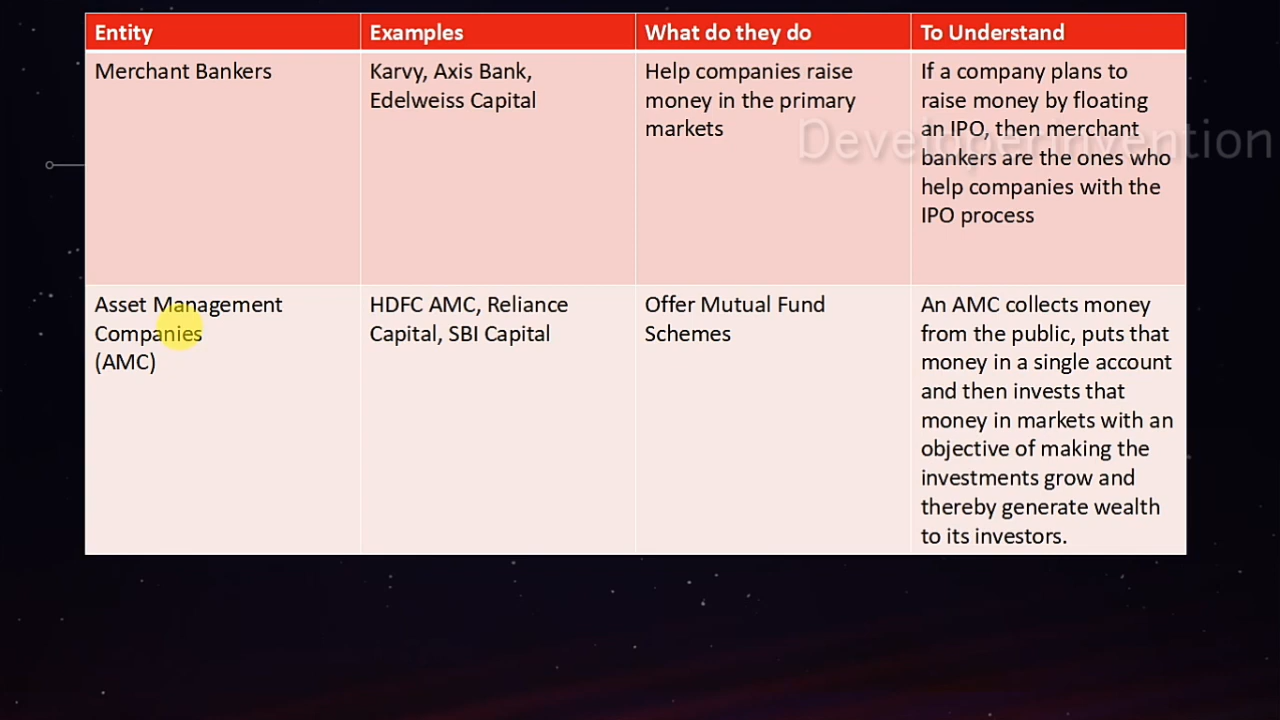 Entity
Examples
What do they do
To Understand
Merchant Bankers
Karvy, Axis Bank,
Edelweiss Capital
Help companies raise
money in the primary
markets
If a company plans to
raise money by floating
an IPO, then merchant
bankers are the ones who
help companies with the
IPO process
Developerinvention
Asset Management
Companies
(AMC)
HDFC AMC, Reliance
Capital, SBI Capital
Offer Mutual Fund
Schemes
An AMC collects money
from the public, puts that
money in a single account
and then invests that
money in markets with an
objective of making the
investments grow and
thereby generate wealth
to its investors.